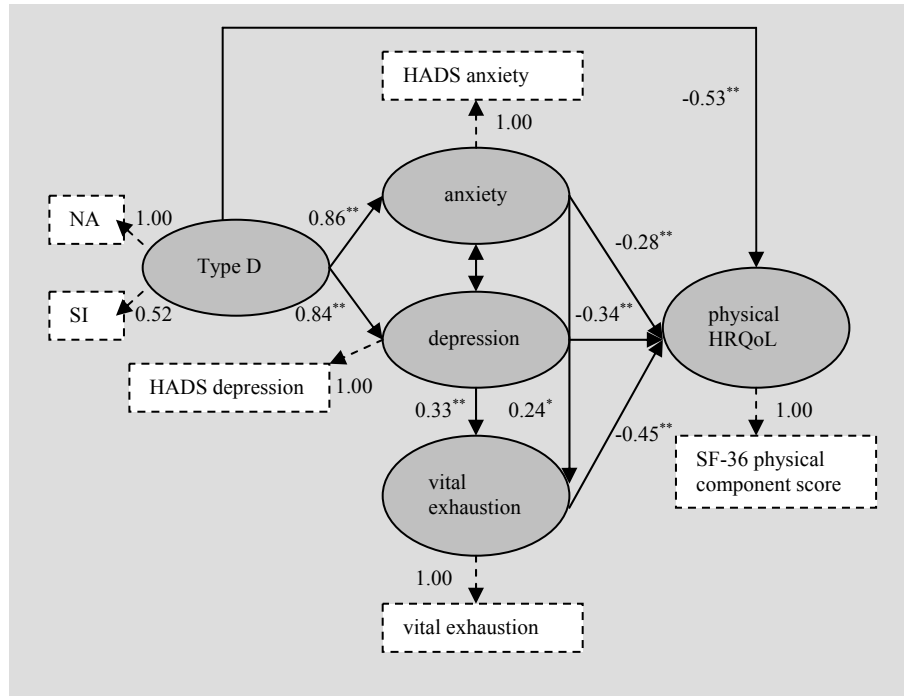 HADS anxiety
-0.53**
1.00
anxiety
NA
1.00
0.86**
-0.28**
Type D
SI
0.52
0.84**
depression
-0.34**
physical
HRQoL
HADS depression
1.00
0.33**
0.24*
-0.45**
1.00
vital
exhaustion
SF-36 physical
component score
1.00
vital exhaustion